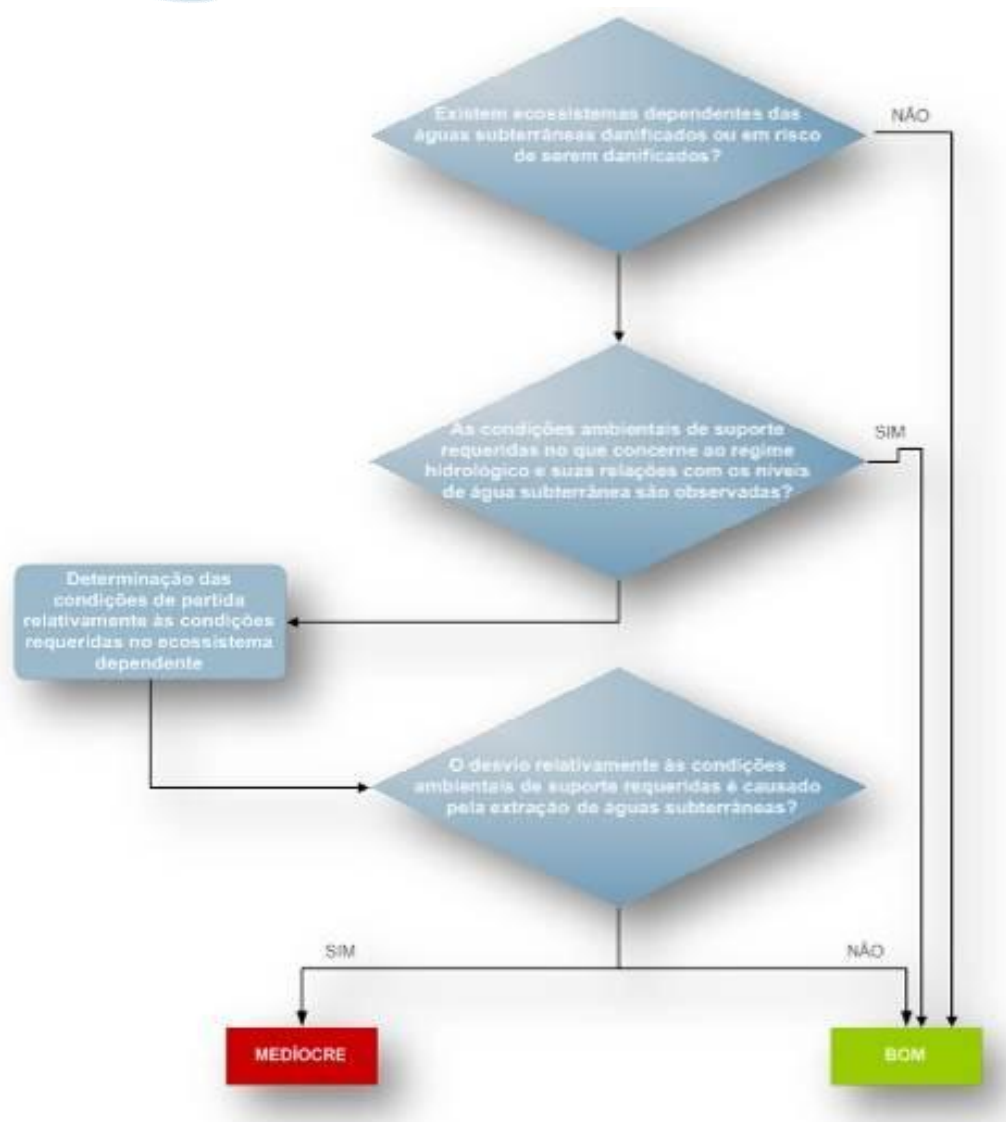 Existem ecossistemas dependentes das
águas subterrâneas danificados ou em risco
de serem danificados?
NÃO
As condições ambientais de suporte
requeridas no que concerne ao regime
hidrológico e suas relações com os níveis
de água subterrânea são observadas?
SIM
Determinação das
condições de partida
relativamente às condições
requeridas no ecossistema
dependente
O desvio relativamente às condições
ambientais de suporte requeridas é causado
pela extração de águas subterrâneas?
SIM
NÃO
MEDÍOCRE
BOM